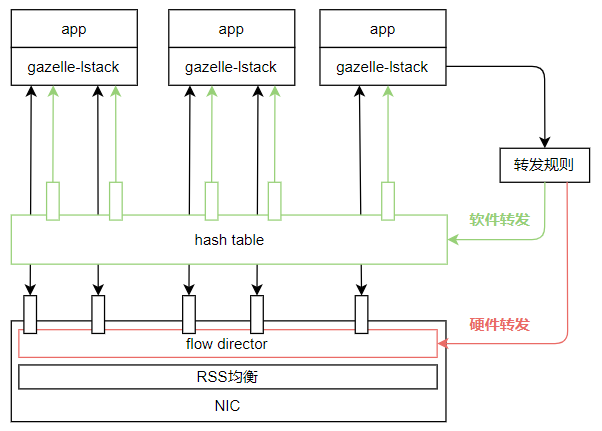 app
app
app
gazelle-lstack
gazelle-lstack
gazelle-lstack
转发规则
软件转发
hash table
硬件转发
flow director
RSS均衡
NIC